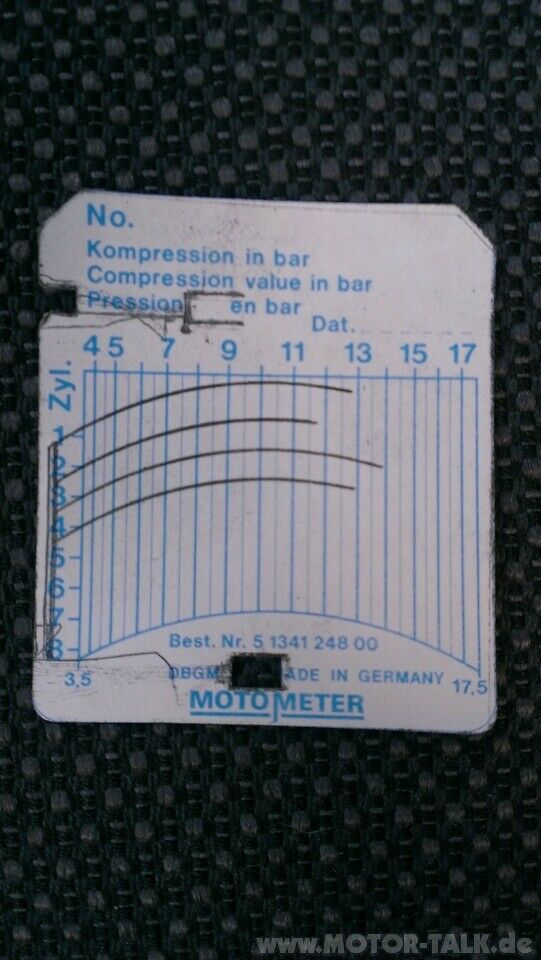 No.
Kompression in bar
Compression value in bar
Pression en bar
Dat.
4 5 7 9 11 13 15 17
Zyl.
1
2
3
4
5
6
7
8
Best. Nr. 5 1341 248 00
3,5 DBGM ADE IN GERMANY 17,5
MOTOMETER
www.MOTOR-TALK.de